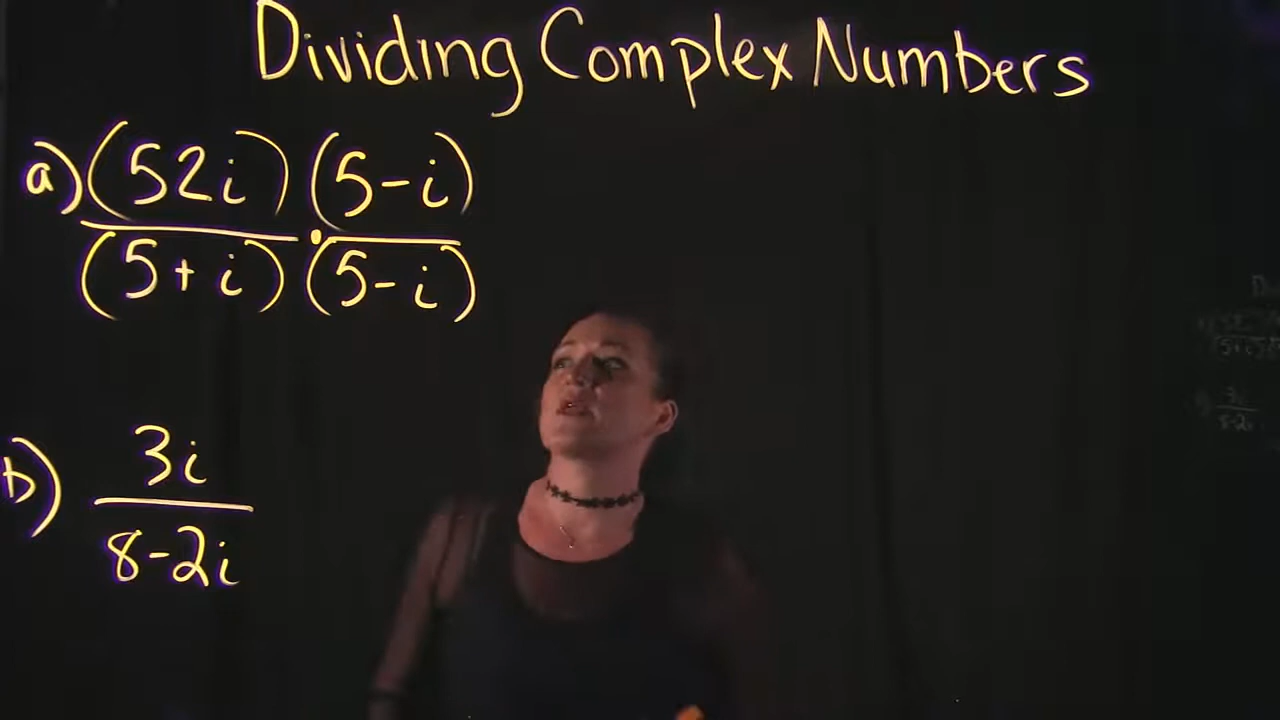 Dividing Complex Numbers
a) (52i) (5-i)
(5+i) · (5-i)
b) 3i
8-2i